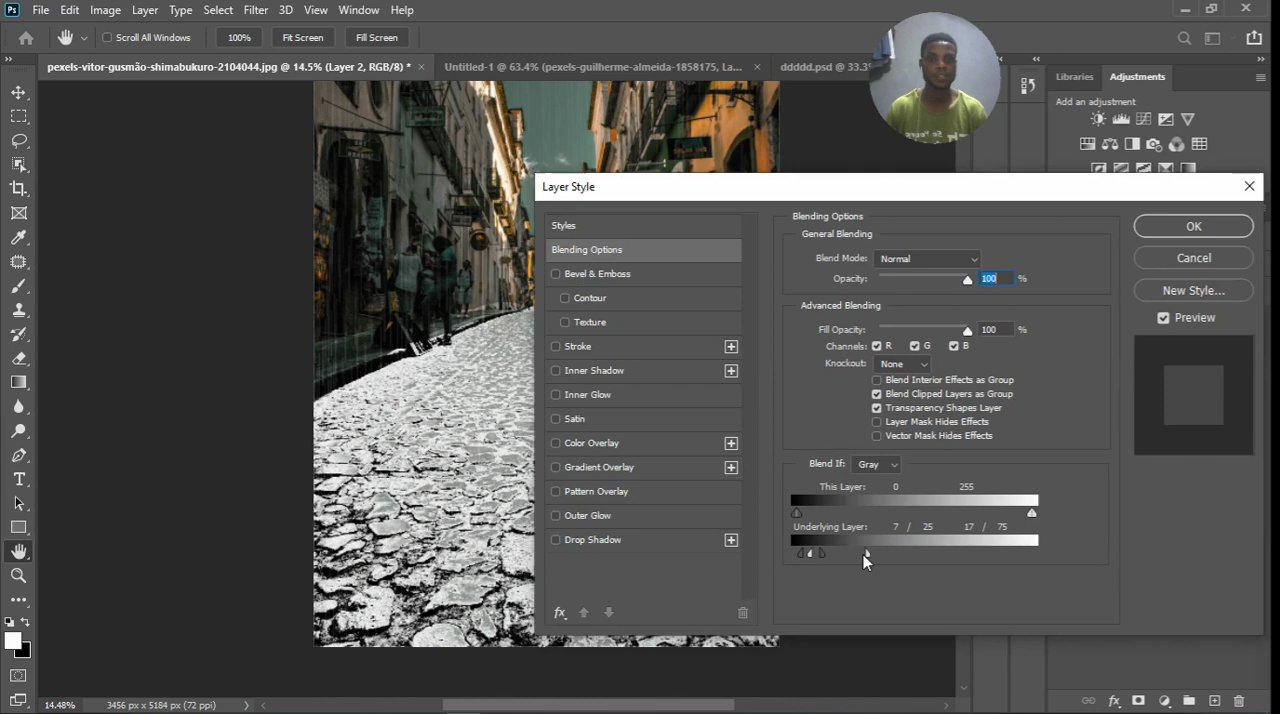 Ps File Edit Image Layer Type Select Filter 3D View Window Help
Scroll All Windows 100% Fit Screen Fill Screen
pexels-vitor-gusmão-shimabukuro-2104044.jpg @ 14.5% (Layer 2, RGB/8) * Untitled-1 @ 63.4% (pexels-guilherme-almeida-1858175, La... ddddd.psd @ 33.3%
Libraries Adjustments
Add an adjustment
Layer Style
Styles
Blending Options
Bevel & Emboss
Contour
Texture
Stroke
Inner Shadow
Inner Glow
Satin
Color Overlay
Gradient Overlay
Pattern Overlay
Outer Glow
Drop Shadow
fx
Blending Options
General Blending
Blend Mode: Normal
Opacity: 100 %
Advanced Blending
Fill Opacity: 100 %
Channels: R G B
Knockout: None
Blend Interior Effects as Group
Blend Clipped Layers as Group
Transparency Shapes Layer
Layer Mask Hides Effects
Vector Mask Hides Effects
Blend If: Gray
This Layer: 0 255
Underlying Layer: 7 / 25 17 / 75
OK
Cancel
New Style...
Preview
14.48% 3456 px x 5184 px (72 ppi)
fx